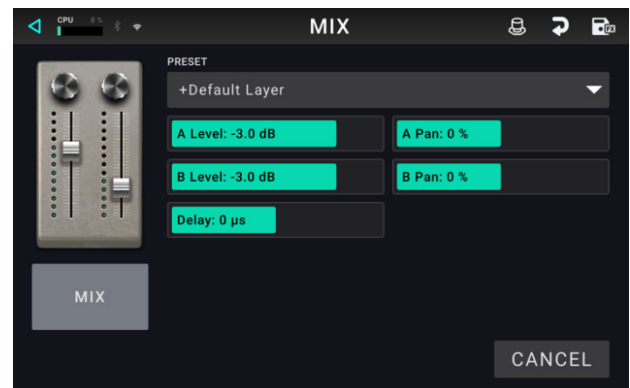 CPU 8 % MIX
PRESET
+Default Layer
A Level: -3.0 dB A Pan: 0 %
B Level: -3.0 dB B Pan: 0 %
Delay: 0 µs
MIX
CANCEL